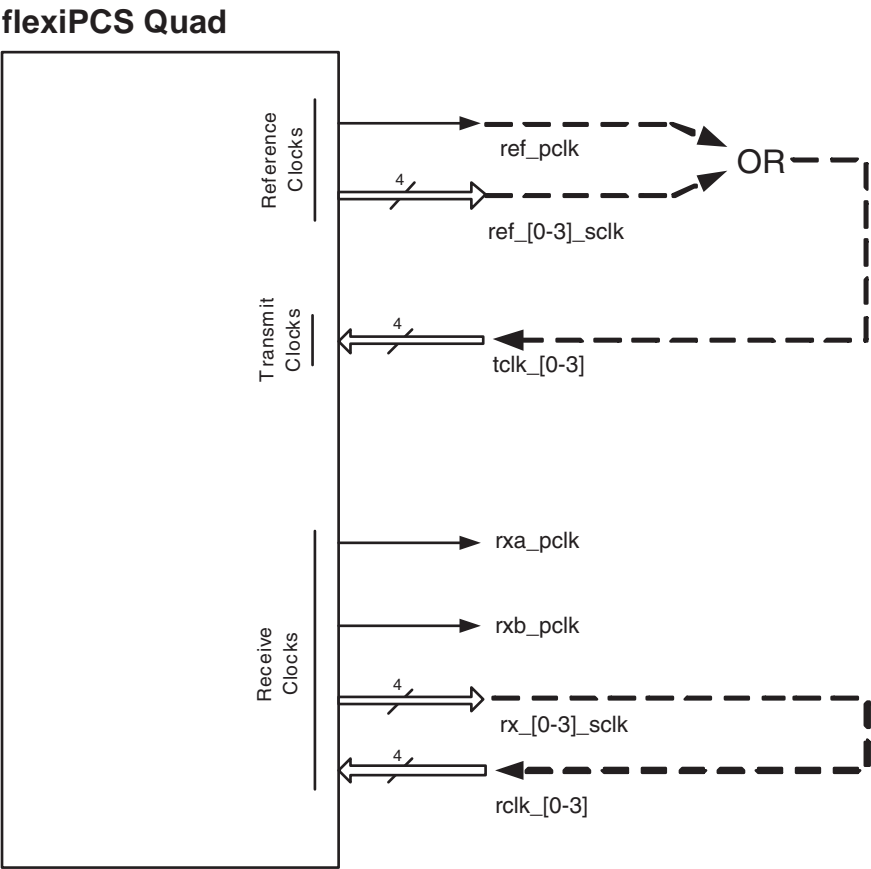 flexiPCS Quad
Reference
Clocks
ref_pclk
4
ref_[0-3]_sclk
OR
Transmit
Clocks
4
tclk_[0-3]
Receive
Clocks
rxa_pclk
rxb_pclk
4
rx_[0-3]_sclk
4
rclk_[0-3]